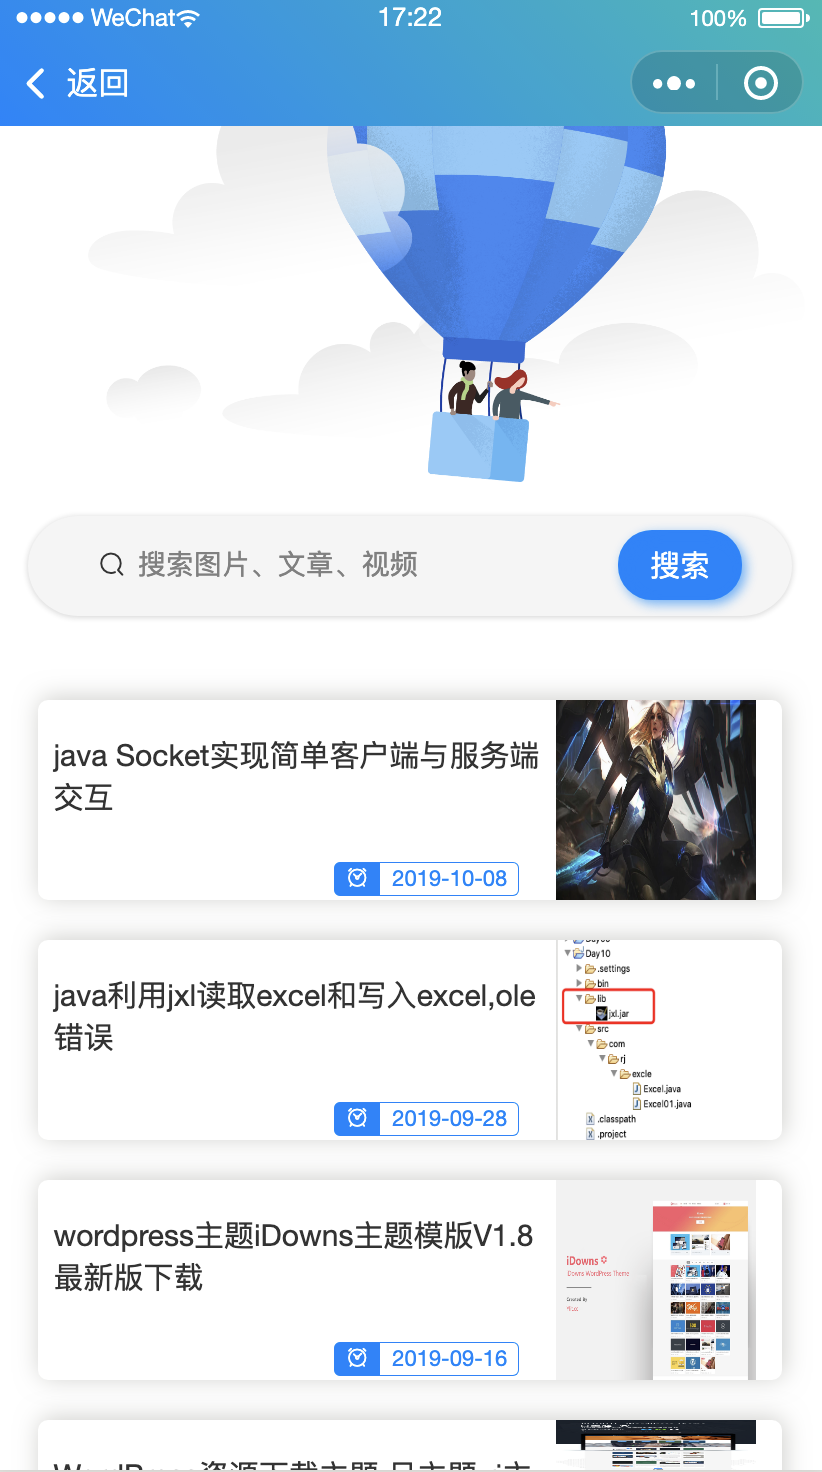 WeChat 17:22 100%
返回
搜索图片、文章、视频 搜索
java Socket实现简单客户端与服务端
交互
2019-10-08
java利用jxl读取excel和写入excel,ole
错误
2019-09-28
Day10
.settings
bin
lib
jxl.jar
src
com
rj
excle
Excel.java
Excel01.java
.classpath
.project
wordpress主题iDowns主题模版V1.8
最新版下载
2019-09-16
iDowns
iDowns WordPress Theme
Created By